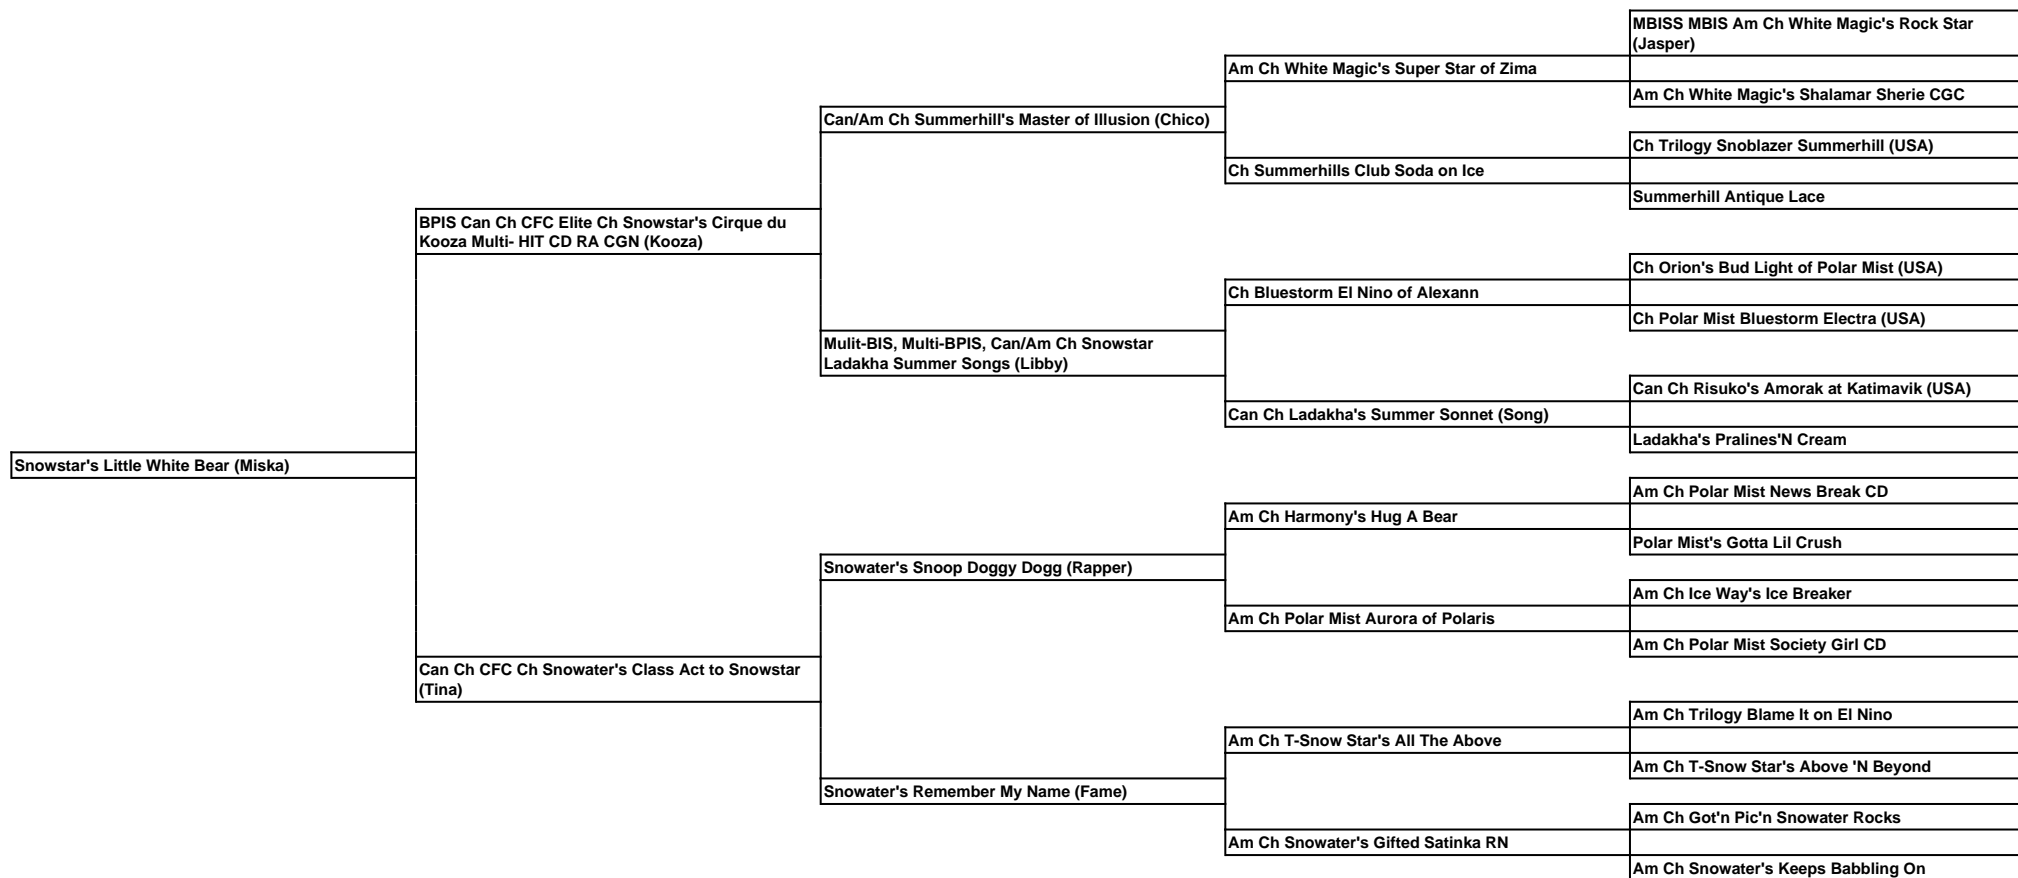 MBISS MBIS Am Ch White Magic's Rock Star
(Jasper)
Am Ch White Magic's Super Star of Zima
Am Ch White Magic's Shalamar Sherie CGC
Can/Am Ch Summerhill's Master of Illusion (Chico)
Ch Trilogy Snoblazer Summerhill (USA)
Ch Summerhills Club Soda on Ice
Summerhill Antique Lace
BPIS Can Ch CFC Elite Ch Snowstar's Cirque du
Kooza Multi- HIT CD RA CGN (Kooza)
Ch Orion's Bud Light of Polar Mist (USA)
Ch Bluestorm El Nino of Alexann
Ch Polar Mist Bluestorm Electra (USA)
Mulit-BIS, Multi-BPIS, Can/Am Ch Snowstar
Ladakha Summer Songs (Libby)
Can Ch Risuko's Amorak at Katimavik (USA)
Can Ch Ladakha's Summer Sonnet (Song)
Ladakha's Pralines'N Cream
Snowstar's Little White Bear (Miska)
Am Ch Polar Mist News Break CD
Am Ch Harmony's Hug A Bear
Polar Mist's Gotta Lil Crush
Snowater's Snoop Doggy Dogg (Rapper)
Am Ch Ice Way's Ice Breaker
Am Ch Polar Mist Aurora of Polaris
Am Ch Polar Mist Society Girl CD
Can Ch CFC Ch Snowater's Class Act to Snowstar
(Tina)
Am Ch Trilogy Blame It on El Nino
Am Ch T-Snow Star's All The Above
Am Ch T-Snow Star's Above 'N Beyond
Snowater's Remember My Name (Fame)
Am Ch Got'n Pic'n Snowater Rocks
Am Ch Snowater's Gifted Satinka RN
Am Ch Snowater's Keeps Babbling On